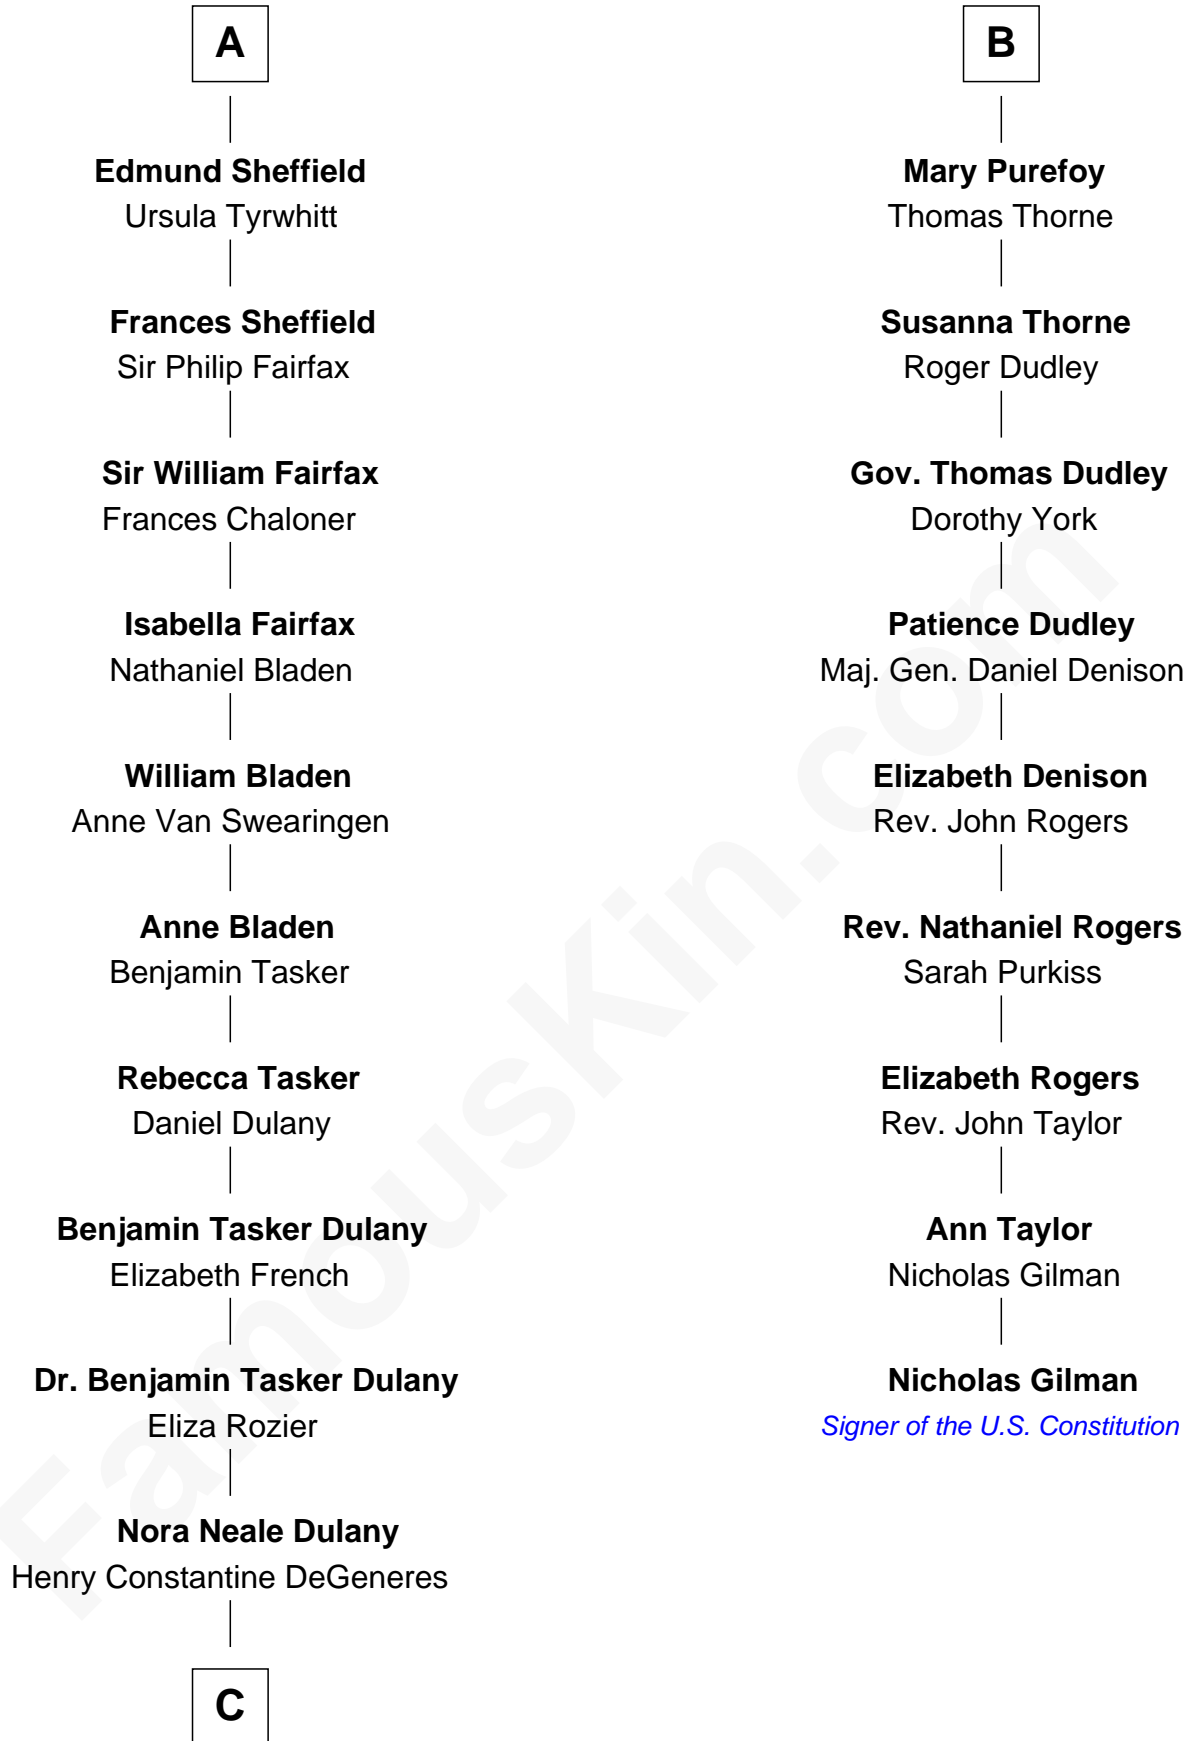 A
Edmund Sheffield
Ursula Tyrwhitt
Frances Sheffield
Sir Philip Fairfax
Sir William Fairfax
Frances Chaloner
Isabella Fairfax
Nathaniel Bladen
William Bladen
Anne Van Swearingen
Anne Bladen
Benjamin Tasker
Rebecca Tasker
Daniel Dulany
Benjamin Tasker Dulany
Elizabeth French
Dr. Benjamin Tasker Dulany
Eliza Rozier
Nora Neale Dulany
Henry Constantine DeGeneres
C
B
Mary Purefoy
Thomas Thorne
Susanna Thorne
Roger Dudley
Gov. Thomas Dudley
Dorothy York
Patience Dudley
Maj. Gen. Daniel Denison
Elizabeth Denison
Rev. John Rogers
Rev. Nathaniel Rogers
Sarah Purkiss
Elizabeth Rogers
Rev. John Taylor
Ann Taylor
Nicholas Gilman
Nicholas Gilman
Signer of the U.S. Constitution
FamousKin.com